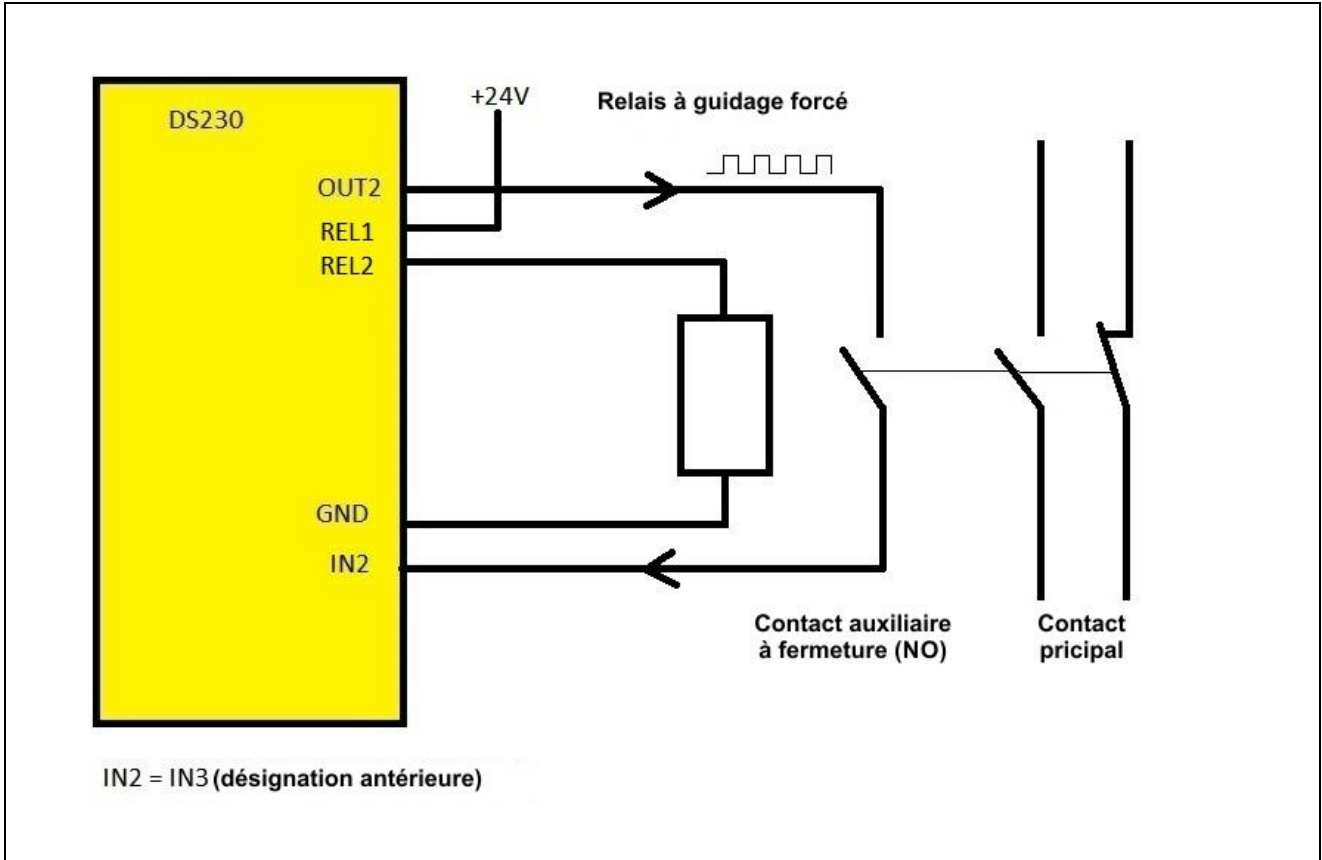 DS230
+24V
Relais à guidage forcé
OUT2
REL1
REL2
GND
IN2
Contact auxiliaire
à fermeture (NO)
Contact
pricipal
IN2 = IN3 (désignation antérieure)